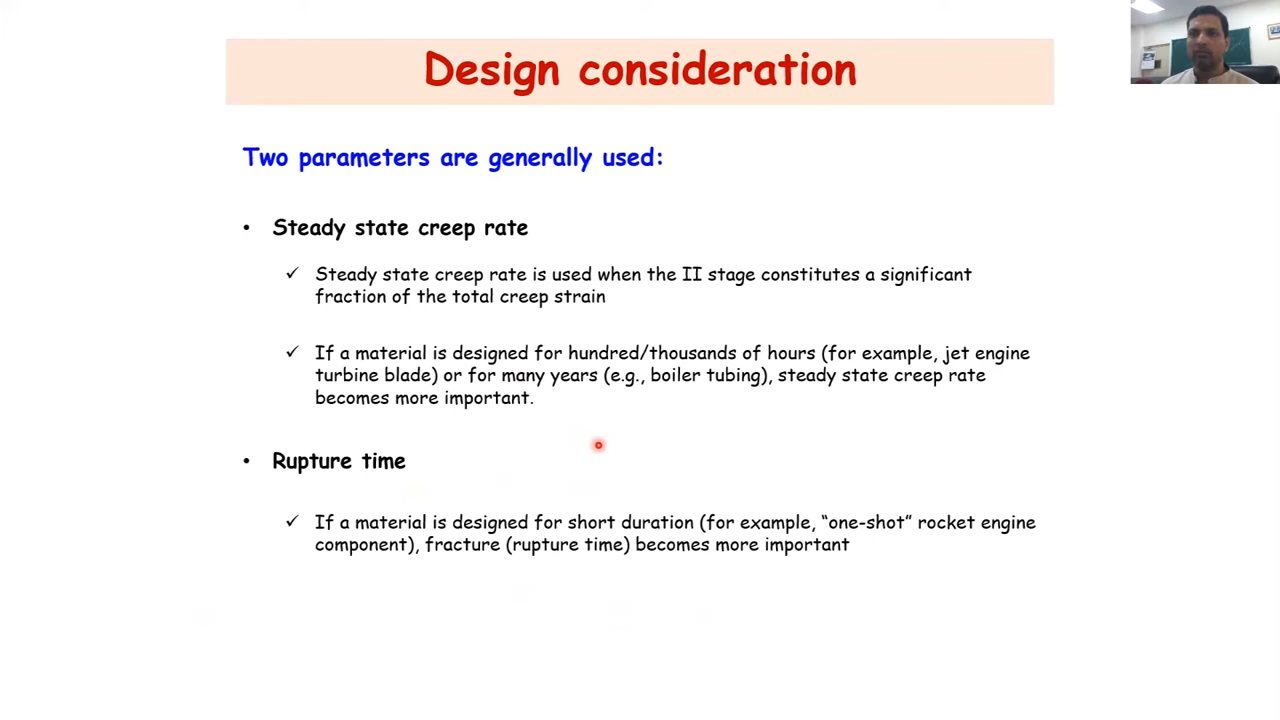 Design consideration
Two parameters are generally used:
• Steady state creep rate
✓ Steady state creep rate is used when the II stage constitutes a significant
fraction of the total creep strain
✓ If a material is designed for hundred/thousands of hours (for example, jet engine
turbine blade) or for many years (e.g., boiler tubing), steady state creep rate
becomes more important.
• Rupture time
✓ If a material is designed for short duration (for example, “one-shot” rocket engine
component), fracture (rupture time) becomes more important